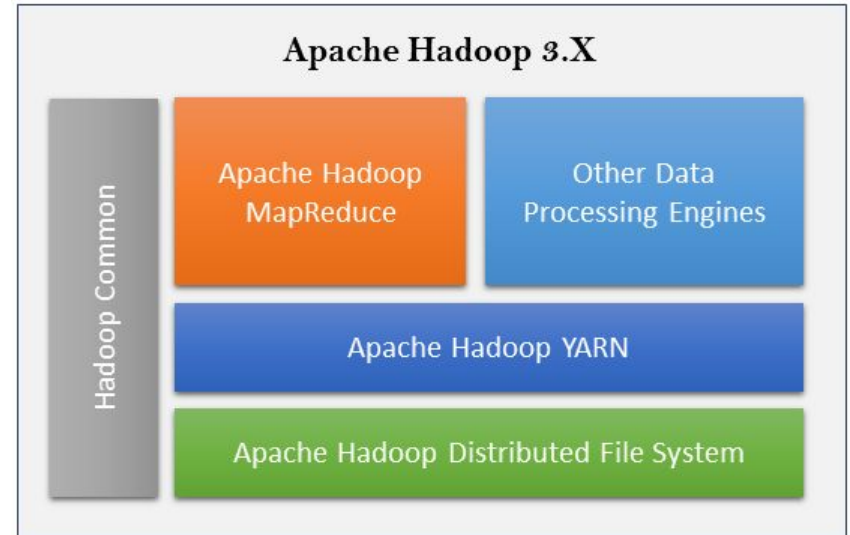 Apache Hadoop 3.X
Hadoop Common
Apache Hadoop
MapReduce
Other Data
Processing Engines
Apache Hadoop YARN
Apache Hadoop Distributed File System